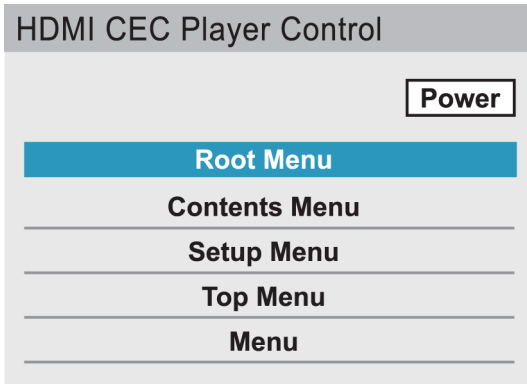 HDMI CEC Player Control
Power
Root Menu
Contents Menu
Setup Menu
Top Menu
Menu